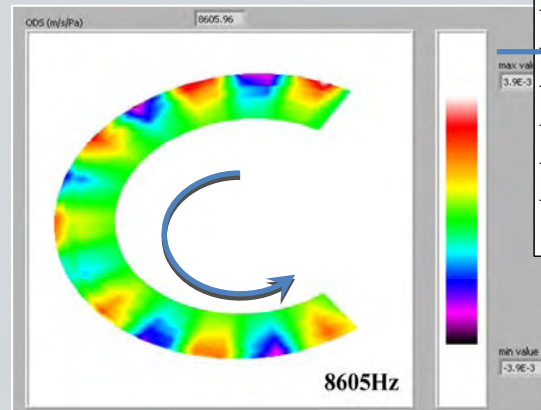 ODS (m/s/Pa)
8605.96
max val
3.9E-3
min value
-3.9E-3
8605Hz